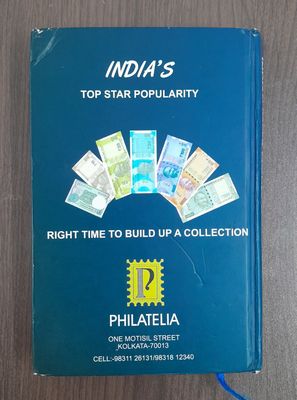 INDIA'S
TOP STAR POPULARITY
RIGHT TIME TO BUILD UP A COLLECTION
P
PHILATELIA
ONE MOTISIL STREET
,KOLKATA-70013
CELL:-98311 26131/98318 12340